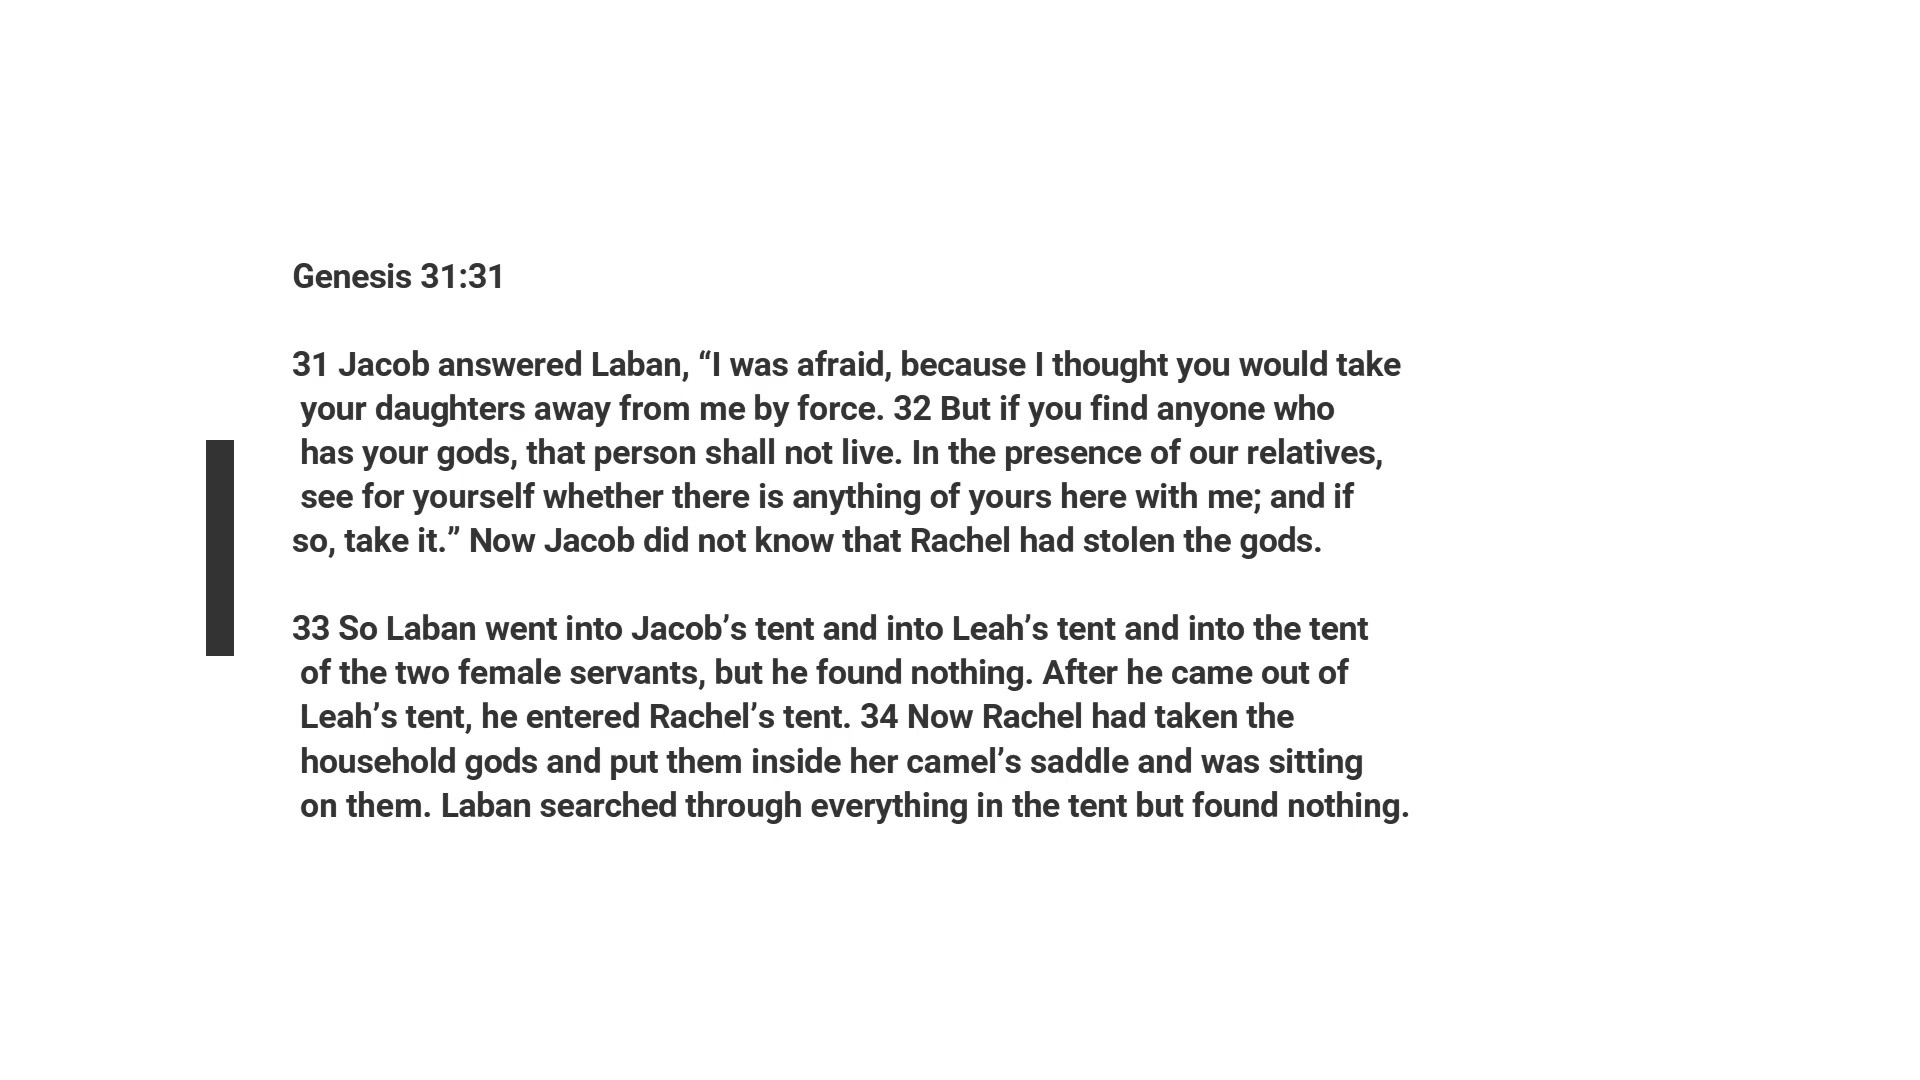 Genesis 31:31
31 Jacob answered Laban, “I was afraid, because I thought you would take
your daughters away from me by force. 32 But if you find anyone who
has your gods, that person shall not live. In the presence of our relatives,
see for yourself whether there is anything of yours here with me; and if
so, take it.” Now Jacob did not know that Rachel had stolen the gods.
33 So Laban went into Jacob’s tent and into Leah’s tent and into the tent
of the two female servants, but he found nothing. After he came out of
Leah’s tent, he entered Rachel’s tent. 34 Now Rachel had taken the
household gods and put them inside her camel’s saddle and was sitting
on them. Laban searched through everything in the tent but found nothing.